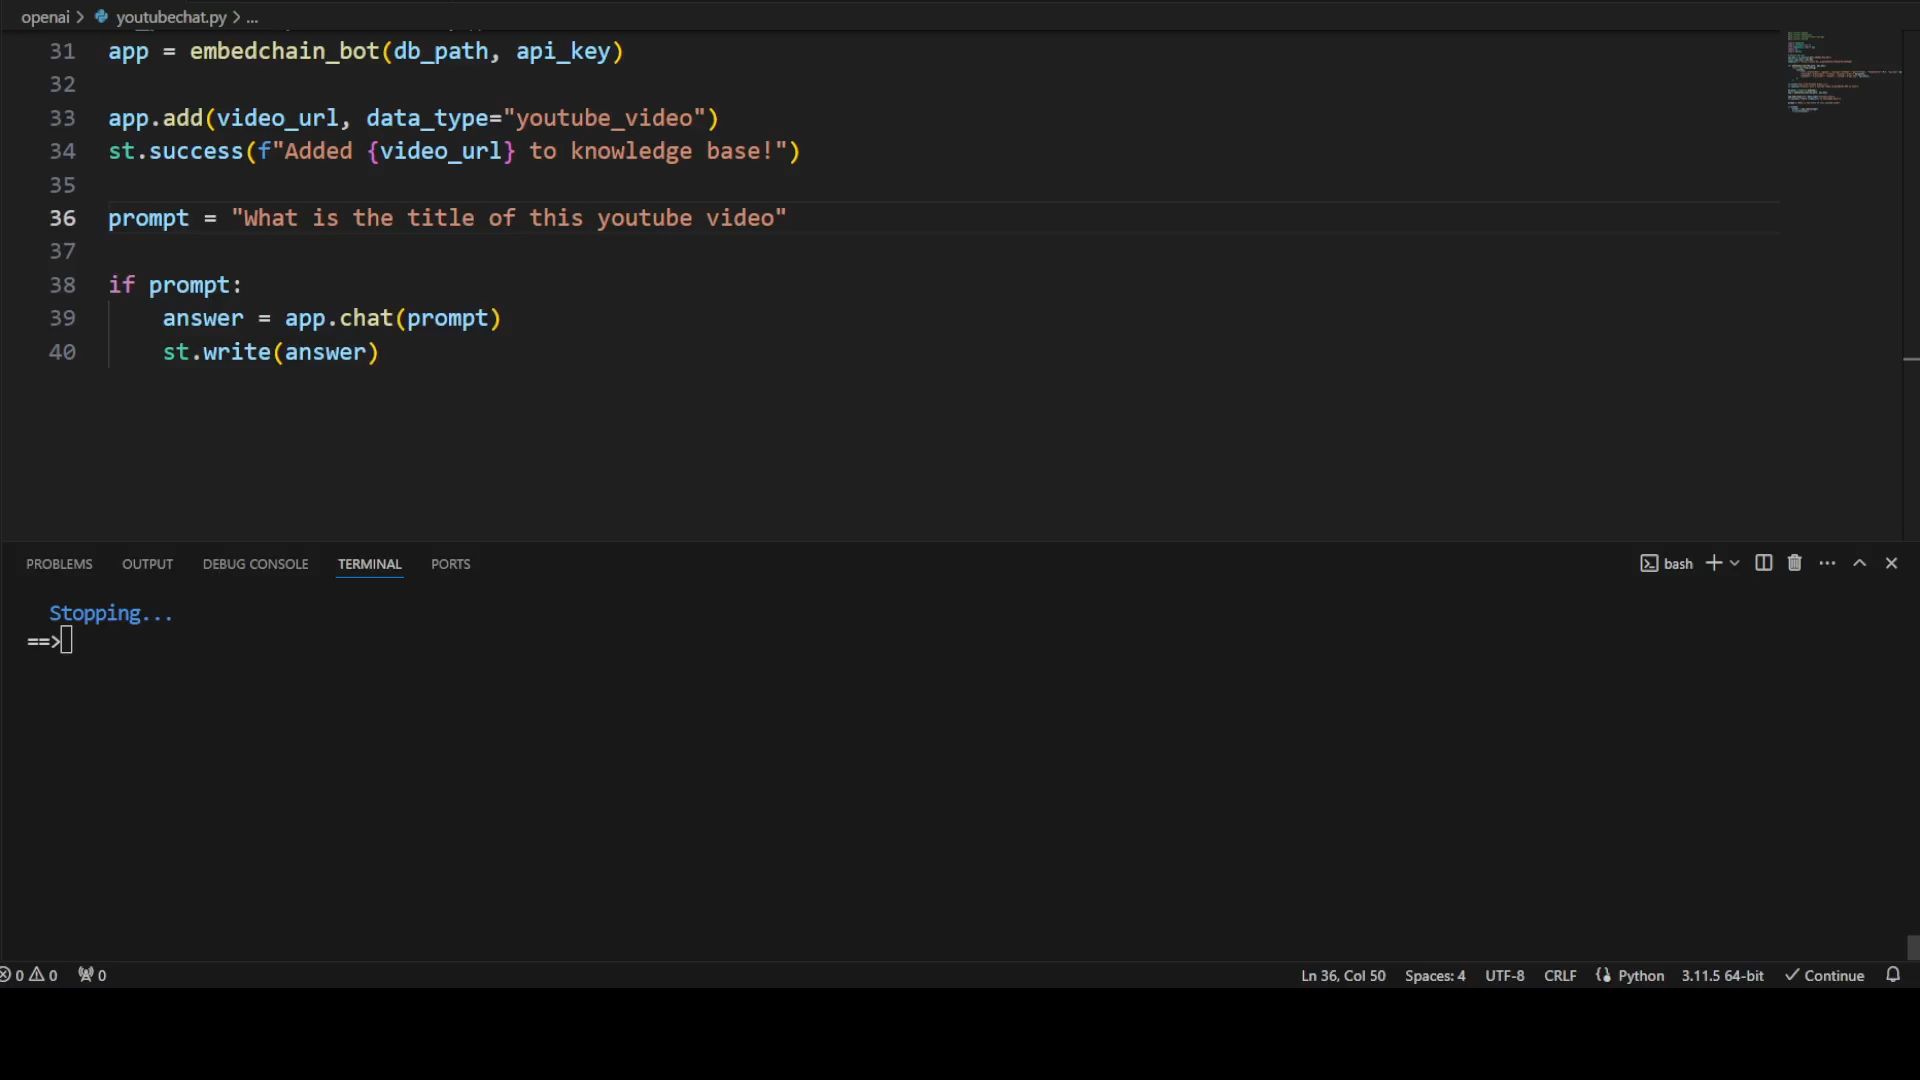 openai > youtubechat.py > ...
31 app = embedchain_bot(db_path, api_key)
32
33 app.add(video_url, data_type="youtube_video")
34 st.success(f"Added {video_url} to knowledge base!")
35
36 prompt = "What is the title of this youtube video"
37
38 if prompt:
39     answer = app.chat(prompt)
40     st.write(answer)
PROBLEMS OUTPUT DEBUG CONSOLE TERMINAL PORTS bash
Stopping...
==>
0 0 0 Ln 36, Col 50 Spaces: 4 UTF-8 CRLF Python 3.11.5 64-bit Continue